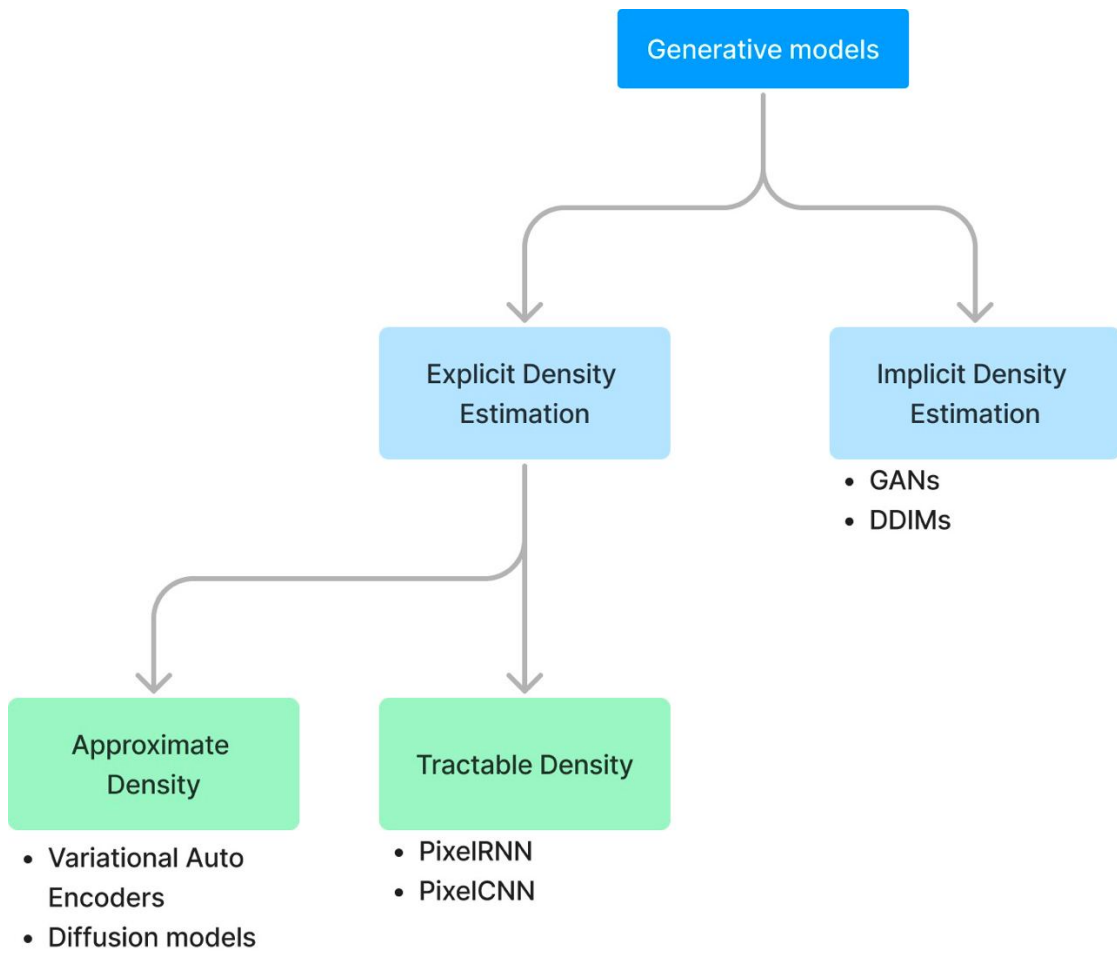 Generative models
Explicit Density
Estimation
Implicit Density
Estimation
• GANs
• DDIMs
Approximate
Density
• Variational Auto
Encoders
• Diffusion models
Tractable Density
• PixelRNN
• PixelCNN